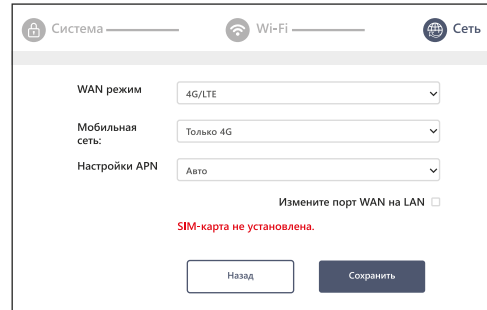 Система Wi-Fi Сеть
WAN режим 4G/LTE
Мобильная
сеть: Только 4G
Настройки APN Авто
Измените порт WAN на LAN
SIM-карта не установлена.
Назад Сохранить